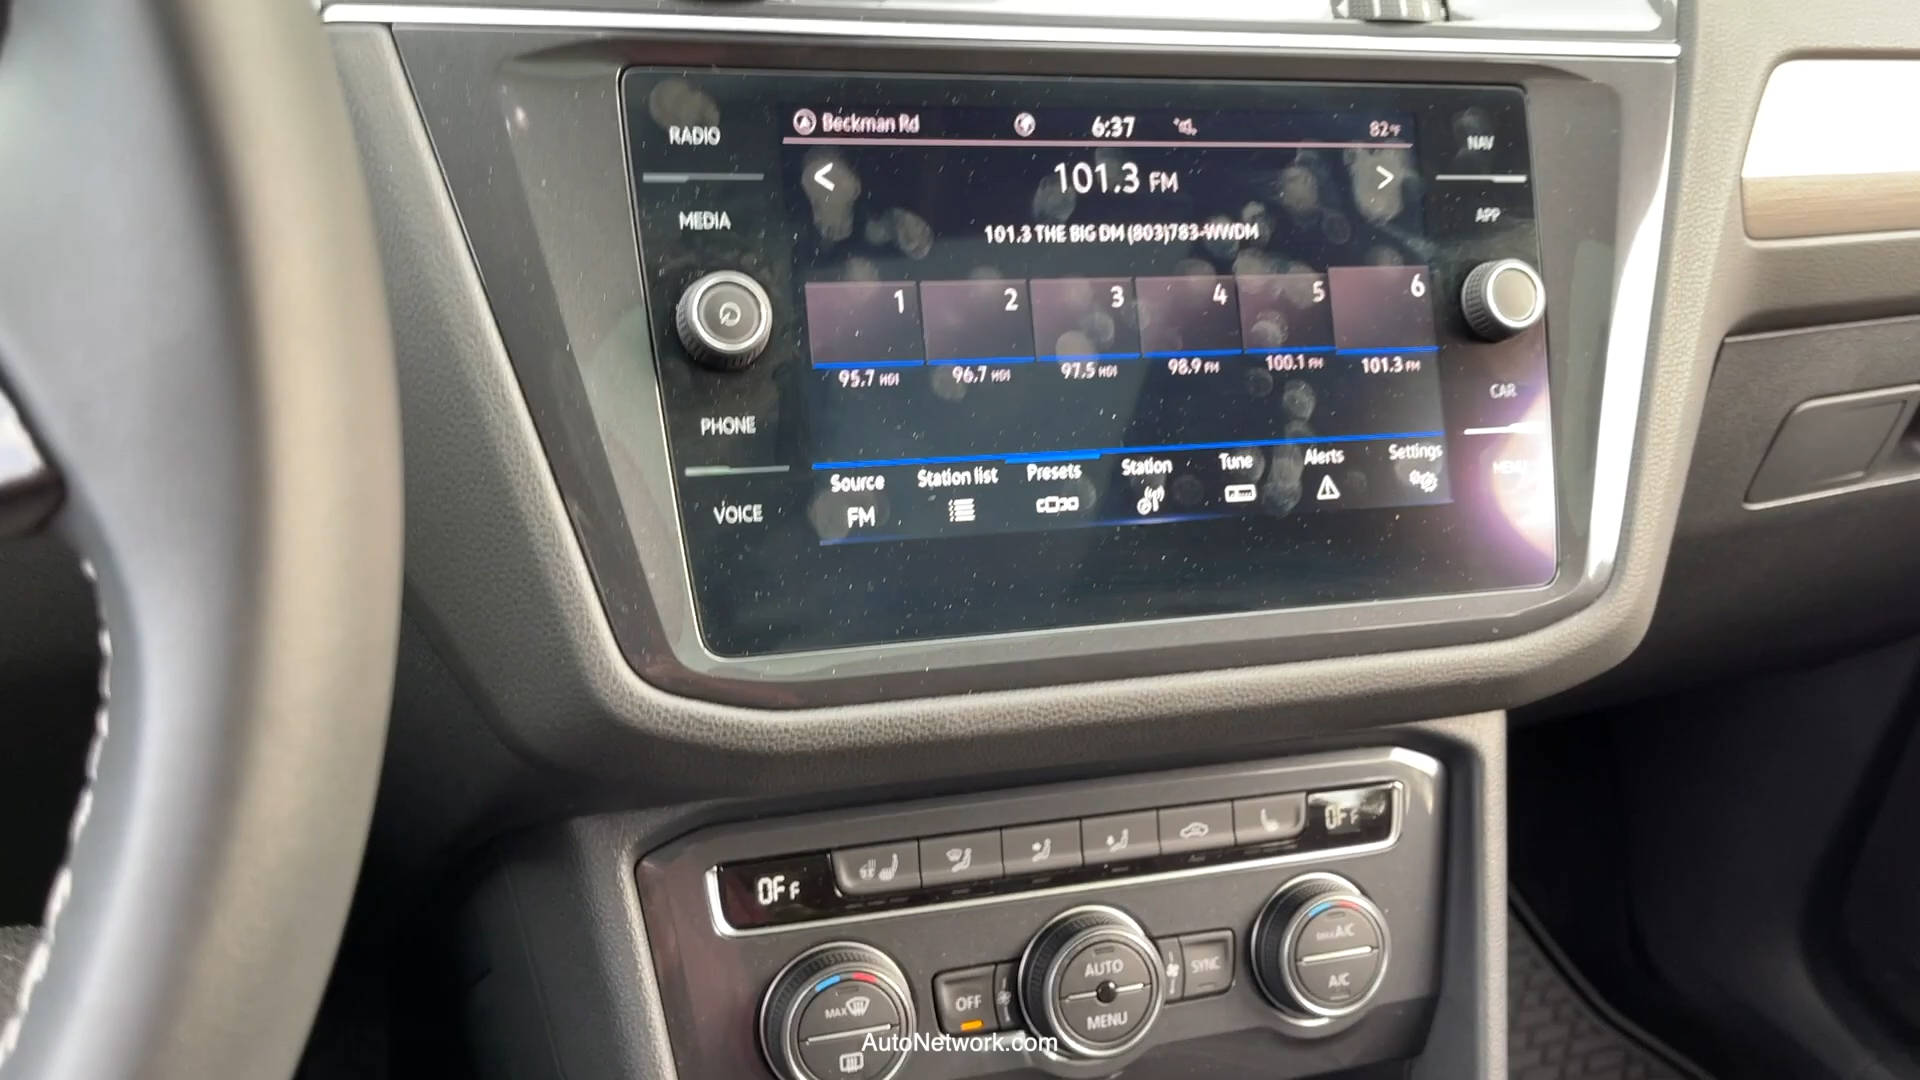 RADIO
MEDIA
PHONE
VOICE
Beckman Rd
6:37
82°F
101.3 FM
101.3 THE BIG DM (803)783-WWDM
1 2 3 4 5 6
95.7 HD1 96.7 HD1 97.5 HD1 98.9 FM 100.1 FM 101.3 FM
Source Station list Presets Station Tune Alerts Settings
FM
NAV
APP
CAR
MENU
OFF
OFF
MAX
OFF
AUTO
MENU
SYNC
MAX A/C
A/C
AutoNetwork.com